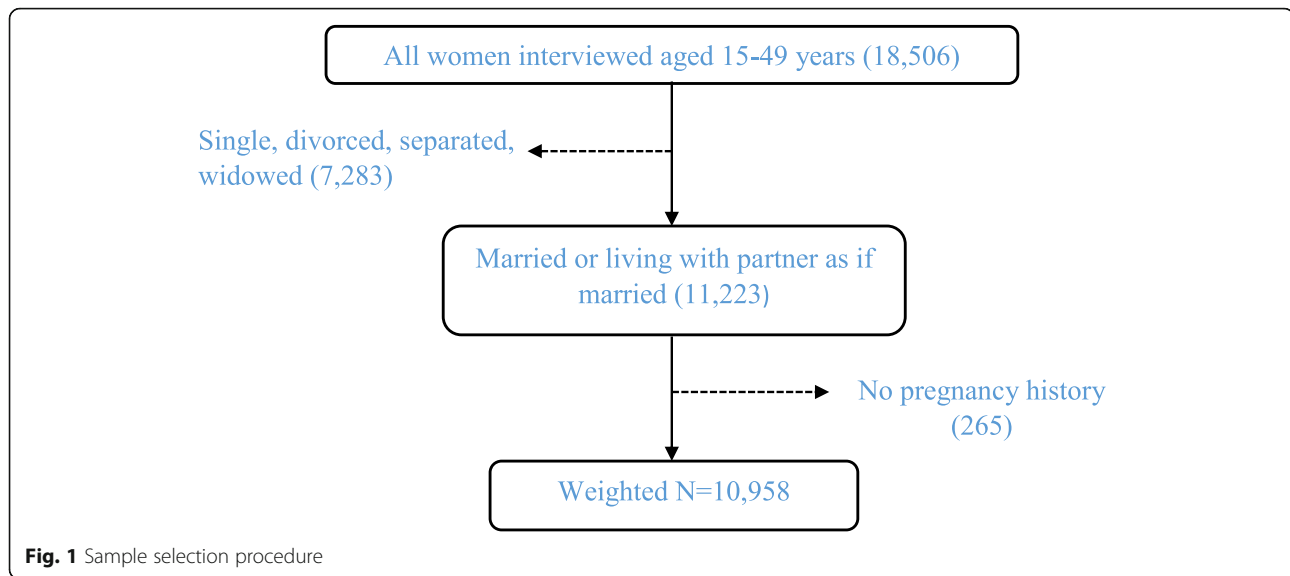 All women interviewed aged 15-49 years (18,506)
Single, divorced, separated,
widowed (7,283)
Married or living with partner as if
married (11,223)
No pregnancy history
(265)
Weighted N=10,958
Fig. 1 Sample selection procedure